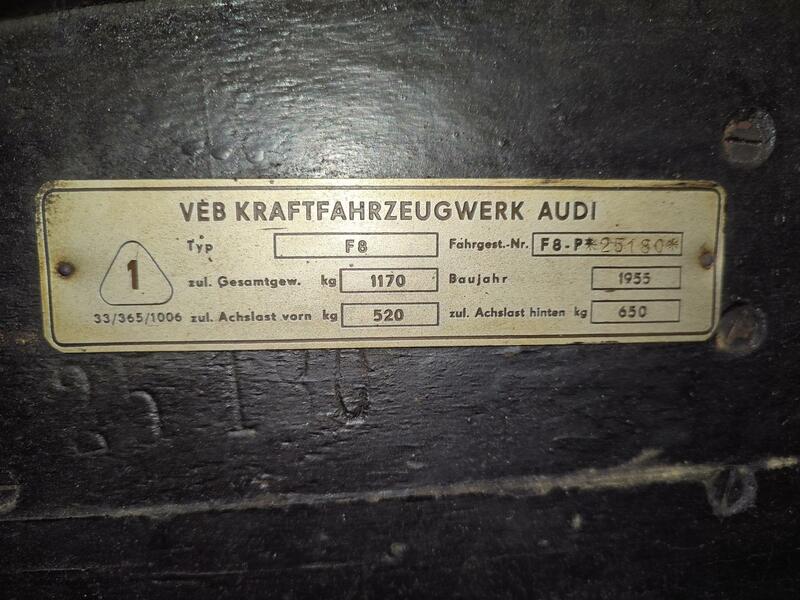 VEB KRAFTFAHRZEUGWERK AUDI
Typ F8 Fahrgest.-Nr. F8-P*25180*
1 zul. Gesamtgew. kg 1170 Baujahr 1955
33/365/1006 zul. Achslast vorn kg 520 zul. Achslast hinten kg 650